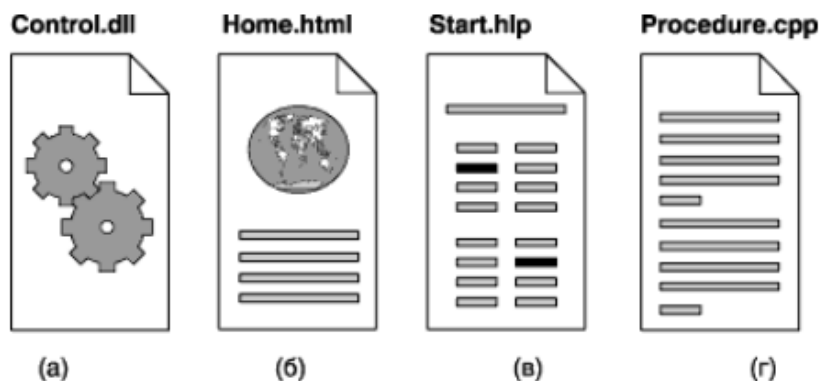 Control.dll Home.html Start.hlp Procedure.cpp
(а) (б) (в) (г)